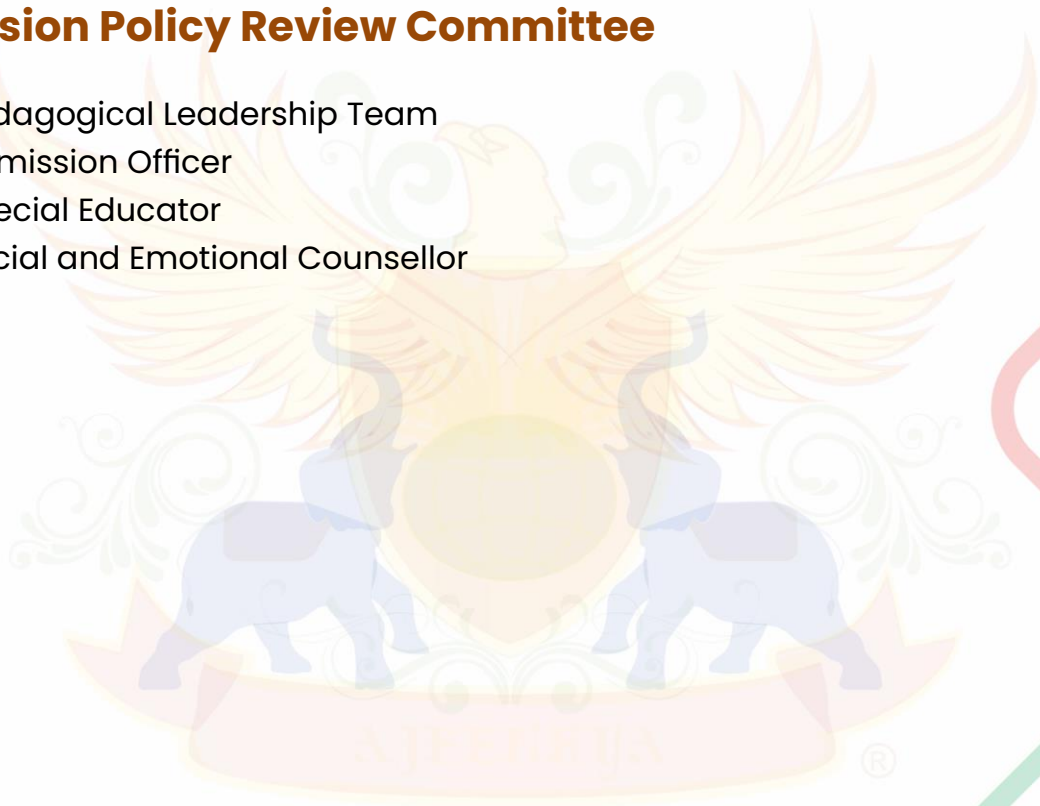 sion Policy Review Committee
dagogical Leadership Team
mission Officer
ecial Educator
cial and Emotional Counsellor
®